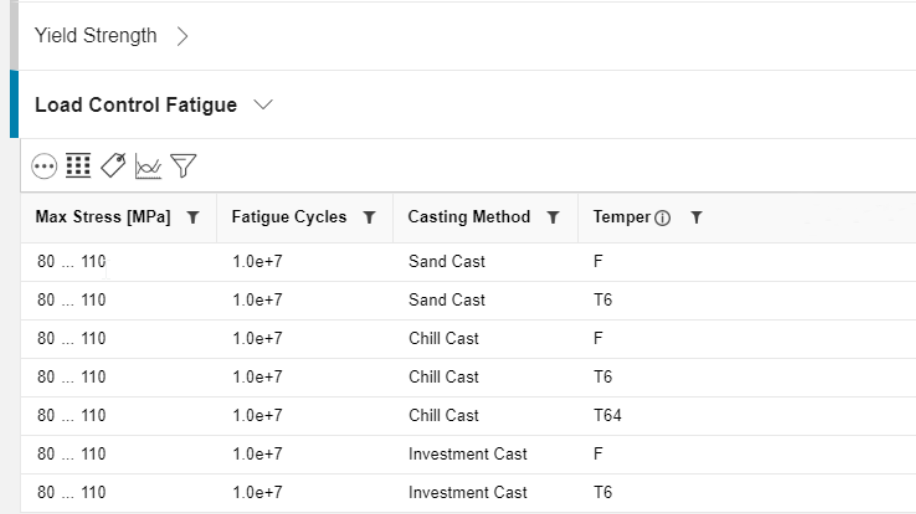 Yield Strength
Load Control Fatigue
Max Stress [MPa] Fatigue Cycles Casting Method Temper
80 ... 110 1.0e+7 Sand Cast F
80 ... 110 1.0e+7 Sand Cast T6
80 ... 110 1.0e+7 Chill Cast F
80 ... 110 1.0e+7 Chill Cast T6
80 ... 110 1.0e+7 Chill Cast T64
80 ... 110 1.0e+7 Investment Cast F
80 ... 110 1.0e+7 Investment Cast T6